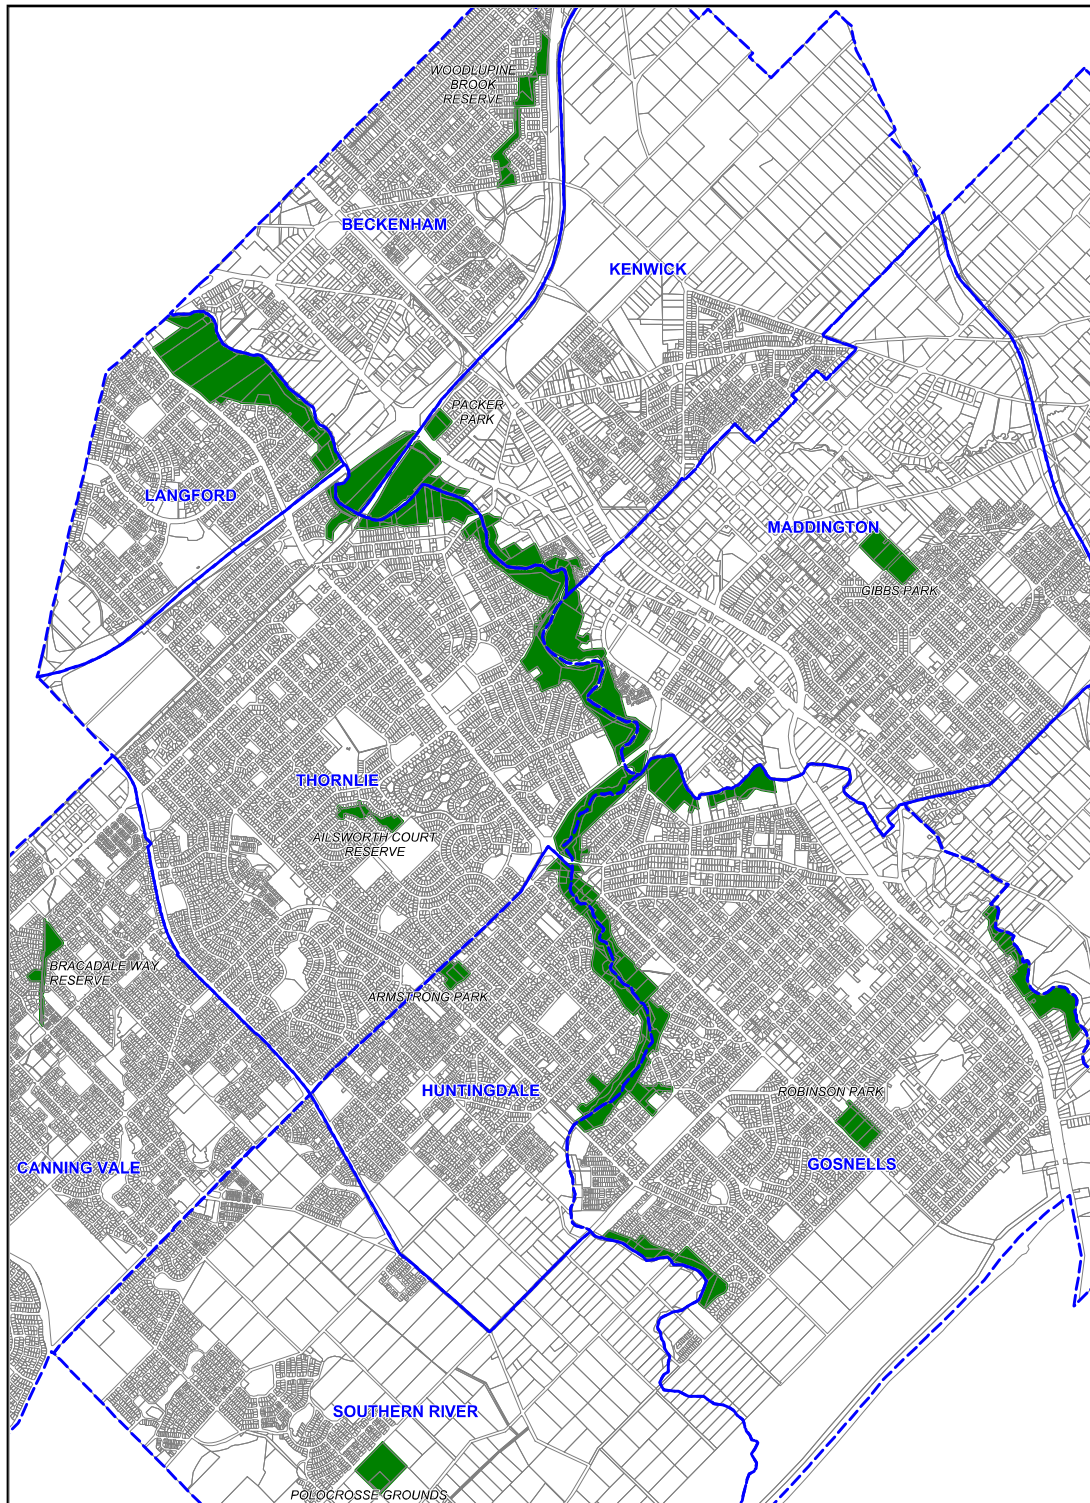 WOODLUPINE
BROOK
RESERVE
BECKENHAM
KENWICK
PACKER
PARK
LANGFORD
MADDINGTON
GIBBS PARK
THORNLIE
AILSWORTH COURT
RESERVE
BRACADALE WAY
RESERVE
ARMSTRONG PARK
HUNTINGDALE
ROBINSON PARK
CANNING VALE
GOSNELLS
SOUTHERN RIVER
POLOCROSSE GROUNDS